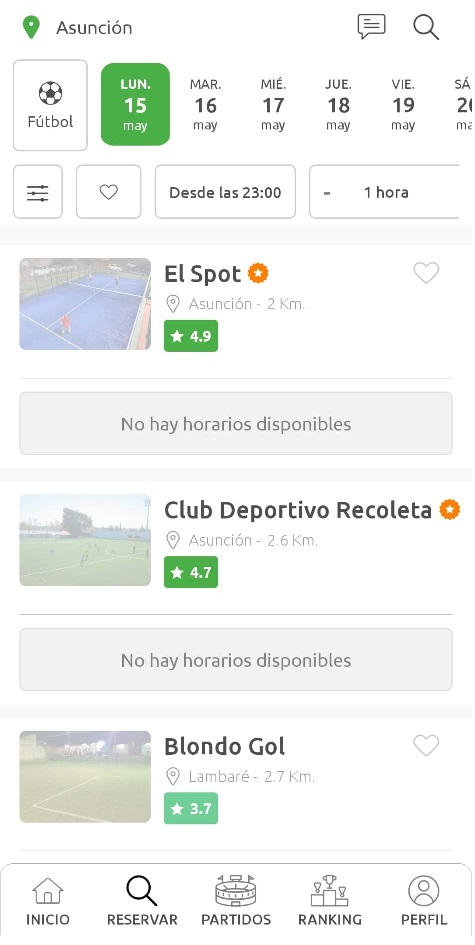 Asunción
Fútbol
LUN.
15
may
MAR.
16
may
MIÉ.
17
may
JUE.
18
may
VIE.
19
may
SÁ
Desde las 23:00
- 1 hora
El Spot
Asunción - 2 Km.
4.9
No hay horarios disponibles
Club Deportivo Recoleta
Asunción - 2.6 Km.
4.7
No hay horarios disponibles
Blondo Gol
Lambaré - 2.7 Km.
3.7
INICIO
RESERVAR
PARTIDOS
RANKING
PERFIL